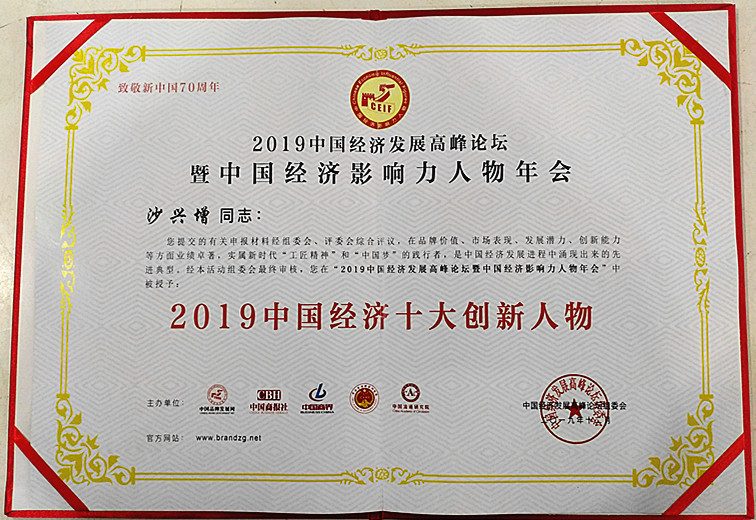 致敬新中国70周年
CEIF
2019中国经济发展高峰论坛
暨中国经济影响力人物年会
沙兴增 同志：
您提交的有关申报材料经组委会、评委会综合评议，在品牌价值、市场表现、发展潜力、创新能力
等方面业绩卓著，实属新时代“工匠精神”和“中国梦”的践行者，是中国经济发展进程中涌现出来的先
进典型。经本活动组委会最终审核，您在“2019中国经济发展高峰论坛暨中国经济影响力人物年会”中
被授予：
2019中国经济十大创新人物
主办单位：
中国品牌发展网
CBH
中国商报社
中国商界
中国发展研究院
中国经济发展高峰论坛组委会
官方网站：www.brandzg.net